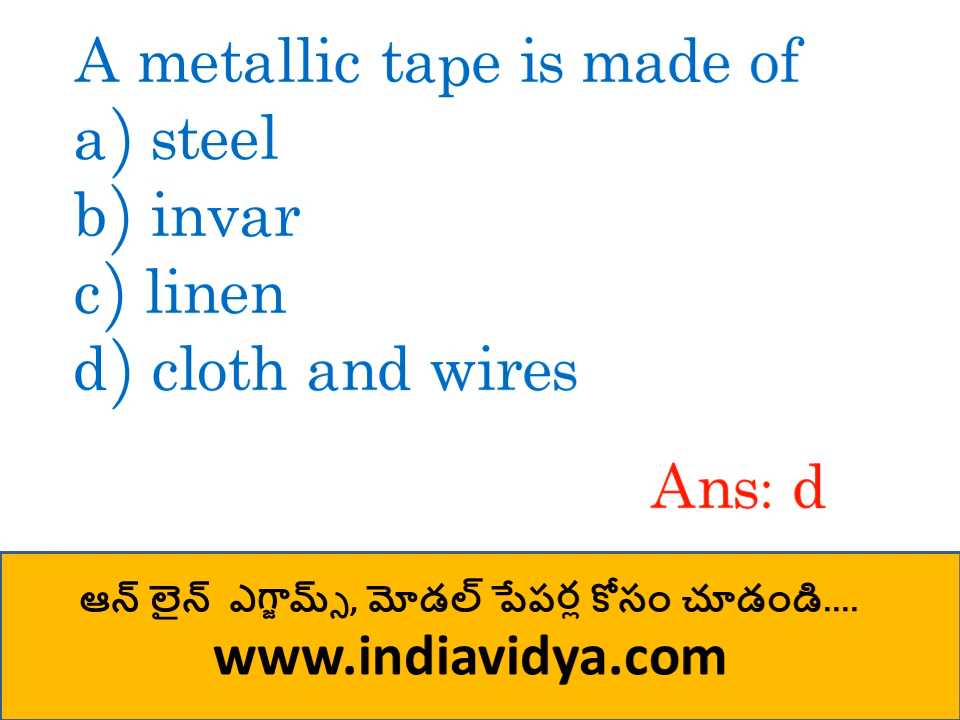 A metallic tape is made of
a) steel
b) invar
c) linen
d) cloth and wires
Ans: d
ఆన్ లైన్ ఎగ్జామ్స్, మోడల్ పేపర్ల కోసం చూడండి....
www.indiavidya.com